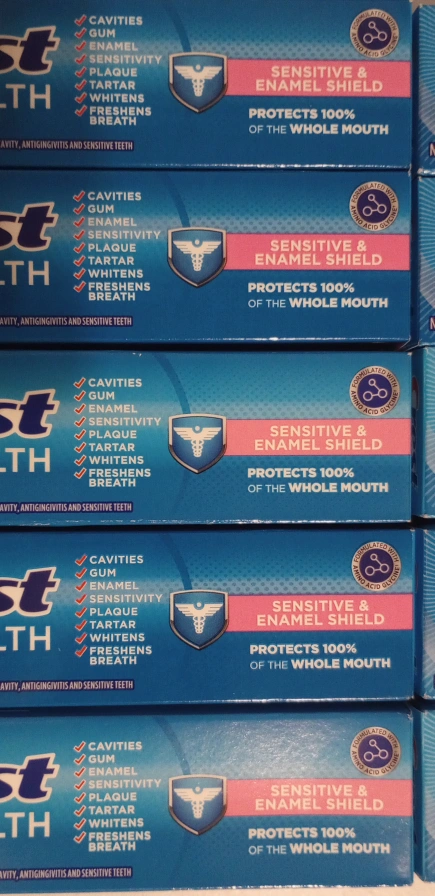 st
LTH
CAVITIES
GUM
ENAMEL
SENSITIVITY
PLAQUE
TARTAR
WHITENS
FRESHENS
BREATH
FORMULATED WITH
AMINO ACID GLYCINE
SENSITIVE &
ENAMEL SHIELD
PROTECTS 100%
OF THE WHOLE MOUTH
AVITY, ANTIGINGIVITIS AND SENSITIVE TEETH
N
st
LTH
CAVITIES
GUM
ENAMEL
SENSITIVITY
PLAQUE
TARTAR
WHITENS
FRESHENS
BREATH
FORMULATED WITH
AMINO ACID GLYCINE
SENSITIVE &
ENAMEL SHIELD
PROTECTS 100%
OF THE WHOLE MOUTH
AVITY, ANTIGINGIVITIS AND SENSITIVE TEETH
N
st
LTH
CAVITIES
GUM
ENAMEL
SENSITIVITY
PLAQUE
TARTAR
WHITENS
FRESHENS
BREATH
FORMULATED WITH
AMINO ACID GLYCINE
SENSITIVE &
ENAMEL SHIELD
PROTECTS 100%
OF THE WHOLE MOUTH
AVITY, ANTIGINGIVITIS AND SENSITIVE TEETH
st
LTH
CAVITIES
GUM
ENAMEL
SENSITIVITY
PLAQUE
TARTAR
WHITENS
FRESHENS
BREATH
FORMULATED WITH
AMINO ACID GLYCINE
SENSITIVE &
ENAMEL SHIELD
PROTECTS 100%
OF THE WHOLE MOUTH
AVITY, ANTIGINGIVITIS AND SENSITIVE TEETH
st
LTH
CAVITIES
GUM
ENAMEL
SENSITIVITY
PLAQUE
TARTAR
WHITENS
FRESHENS
BREATH
FORMULATED WITH
AMINO ACID GLYCINE
SENSITIVE &
ENAMEL SHIELD
PROTECTS 100%
OF THE WHOLE MOUTH
AVITY, ANTIGINGIVITIS AND SENSITIVE TEETH